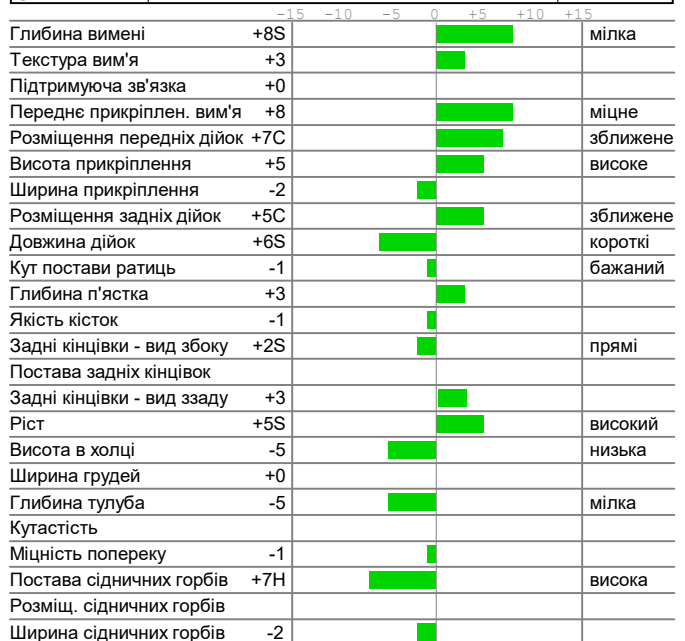 -15 -10 -5 0 +5 +10 +15
Глибина вимені +8S мілка
Текстура вим'я +3
Підтримуюча зв'язка +0
Переднє прикріплен. вим'я +8 міцне
Розміщення передніх дійок +7C зближене
Висота прикріплення +5 високе
Ширина прикріплення -2
Розміщення задніх дійок +5C зближене
Довжина дійок +6S короткі
Кут постави ратиць -1 бажаний
Глибина п'ястка +3
Якість кісток -1
Задні кінцівки - вид збоку +2S прямі
Постава задніх кінцівок
Задні кінцівки - вид ззаду +3
Ріст +5S високий
Висота в холці -5 низька
Ширина грудей +0
Глибина тулуба -5 мілка
Кутастість
Міцність попереку -1
Постава сідничних горбів +7H висока
Розміщ. сідничних горбів
Ширина сідничних горбів -2